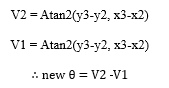 V2 = Atan2(y3-y2, x3-x2)
V1 = Atan2(y3-y2, x3-x2)
∴ new θ = V2 -V1